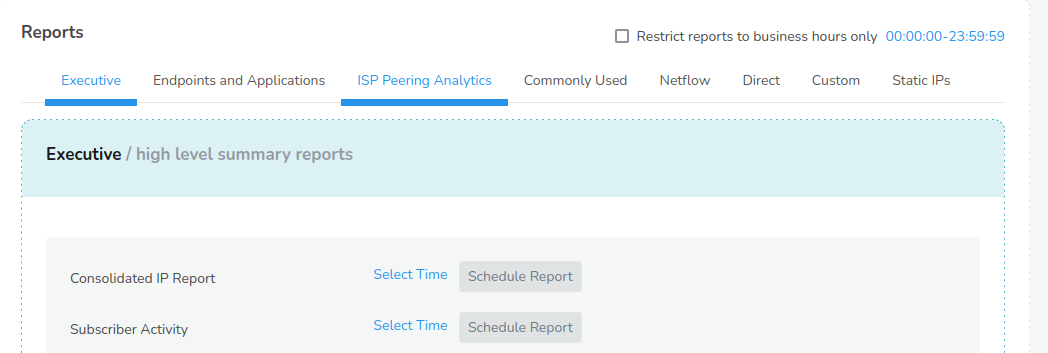 Reports
Restrict reports to business hours only 00:00:00-23:59:59
Executive Endpoints and Applications ISP Peering Analytics Commonly Used Netflow Direct Custom Static IPs
Executive / high level summary reports
Consolidated IP Report Select Time Schedule Report
Subscriber Activity Select Time Schedule Report